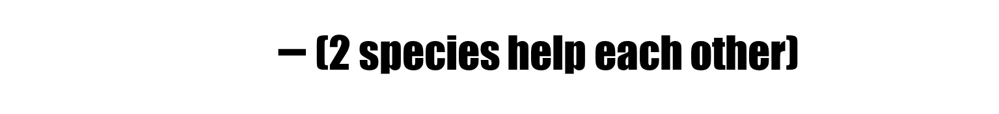 – (2 species help each other)